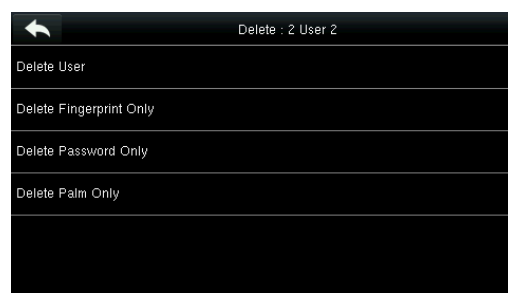 Delete : 2 User 2
Delete User
Delete Fingerprint Only
Delete Password Only
Delete Palm Only